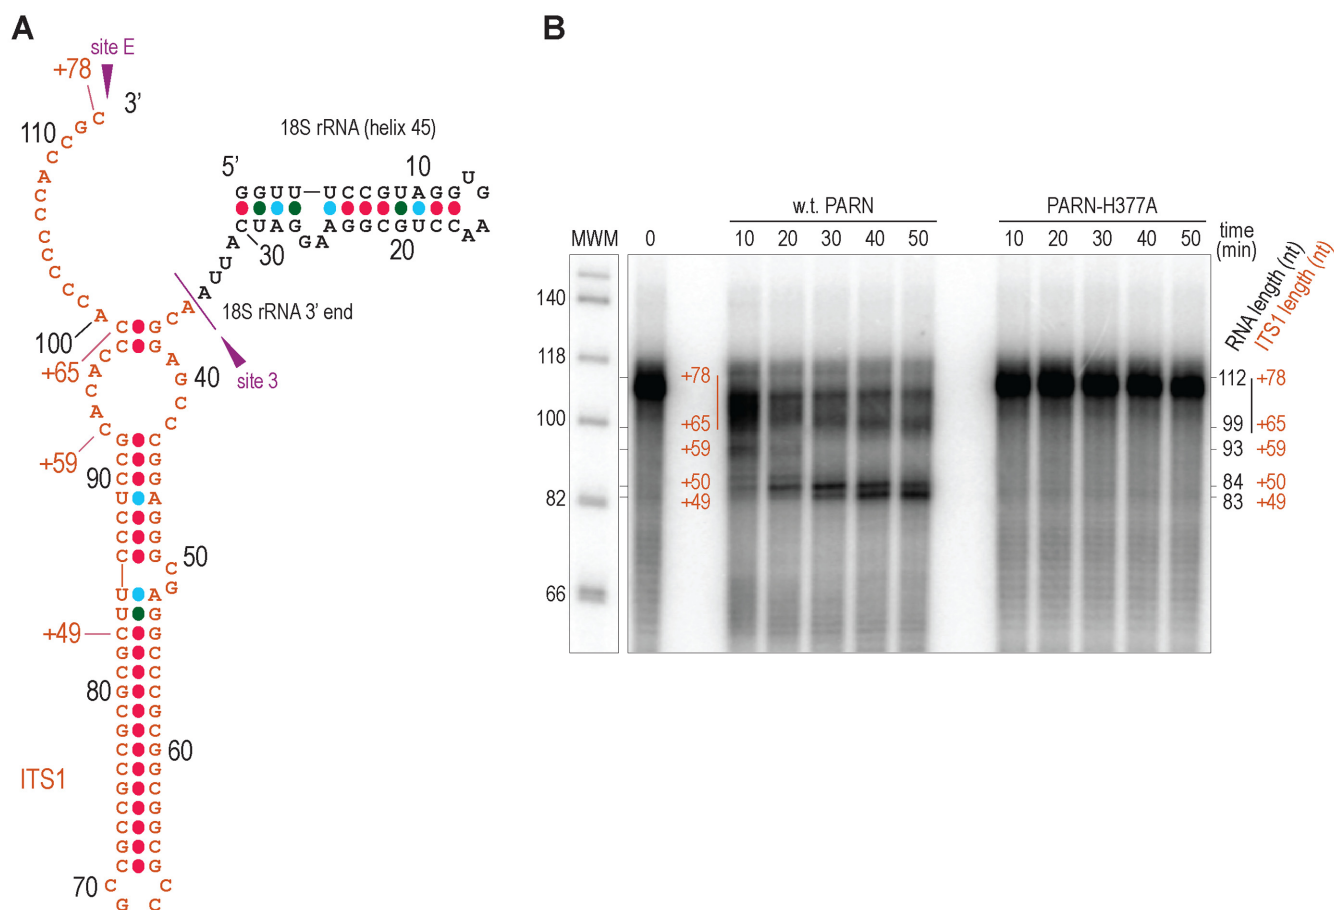 A
site E
+78
3'
110
C
G
C
C
A
C
C
C
C
C
C
C
A
100
18S rRNA (helix 45)
5'
10
GGUU—UCCGUAGG
U
G
A
A
CUAGGAAGGCGUCCA
30
20
A
U
U
A
18S rRNA 3' end
site 3
A
C
C G
C G
+65
C
A
C
A
C
A
G
C
C
40
+59
G C
C G
C G
90
U A
C G
C G
C G
50
C
G
U A
U G
+49
C G
C G
G C
80
G C
C G
G C
C G
60
C G
G C
C G
C G
G C
C G
70
C C
G C
ITS1
B
w.t. PARN
PARN-H377A
MWM
0
10 20 30 40 50
10 20 30 40 50
time
(min)
RNA length (nt)
ITS1 length (nt)
140
118
100
82
66
+78
+65
+59
+50
+49
112 +78
99 +65
93 +59
84 +50
83 +49